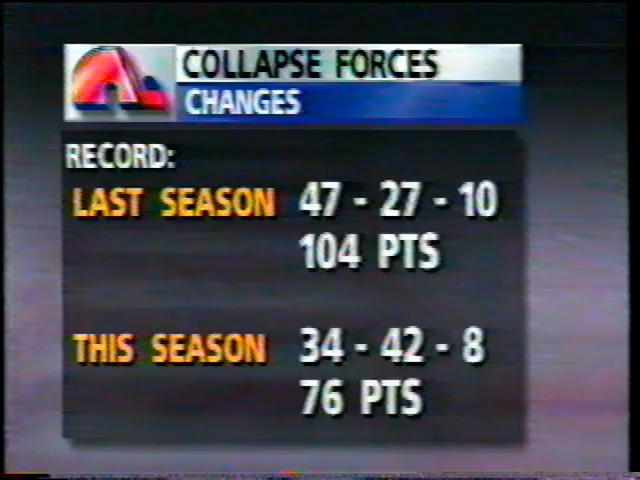 COLLAPSE FORCES
CHANGES
RECORD:
LAST SEASON 47 - 27 - 10
104 PTS
THIS SEASON 34 - 42 - 8
76 PTS